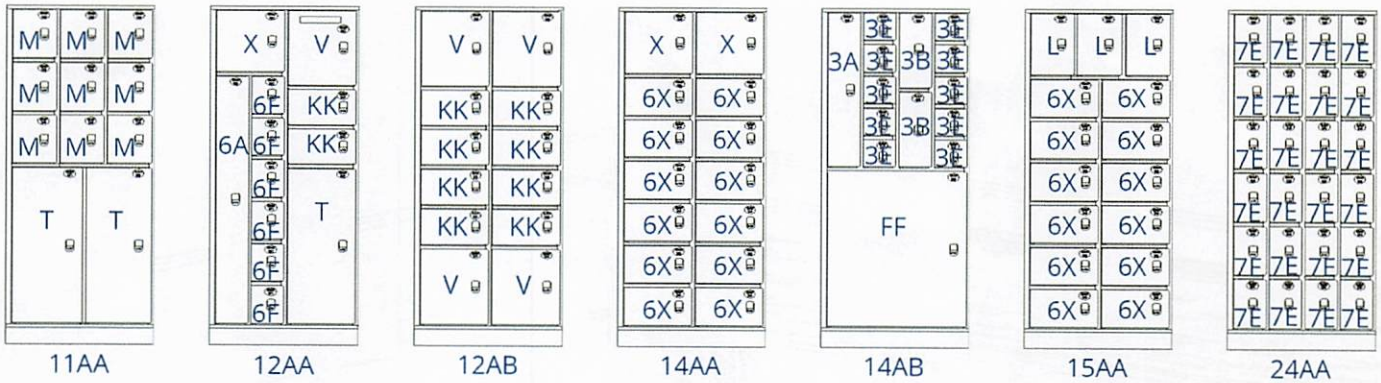 M M M
M M M
M M M
T T
11AA
X V
6A 6F KK
6F KK
6F T
6F
6F
6F
12AA
V V
KK KK
KK KK
KK KK
KK KK
V V
12AB
X X
6X 6X
6X 6X
6X 6X
6X 6X
6X 6X
6X 6X
14AA
3A 3E 3B 3E
3E 3E
3E 3E
3E 3B 3E
3E 3E
FF
14AB
L L L
6X 6X
6X 6X
6X 6X
6X 6X
6X 6X
6X 6X
15AA
7E 7E 7E 7E
7E 7E 7E 7E
7E 7E 7E 7E
7E 7E 7E 7E
7E 7E 7E 7E
7E 7E 7E 7E
24AA